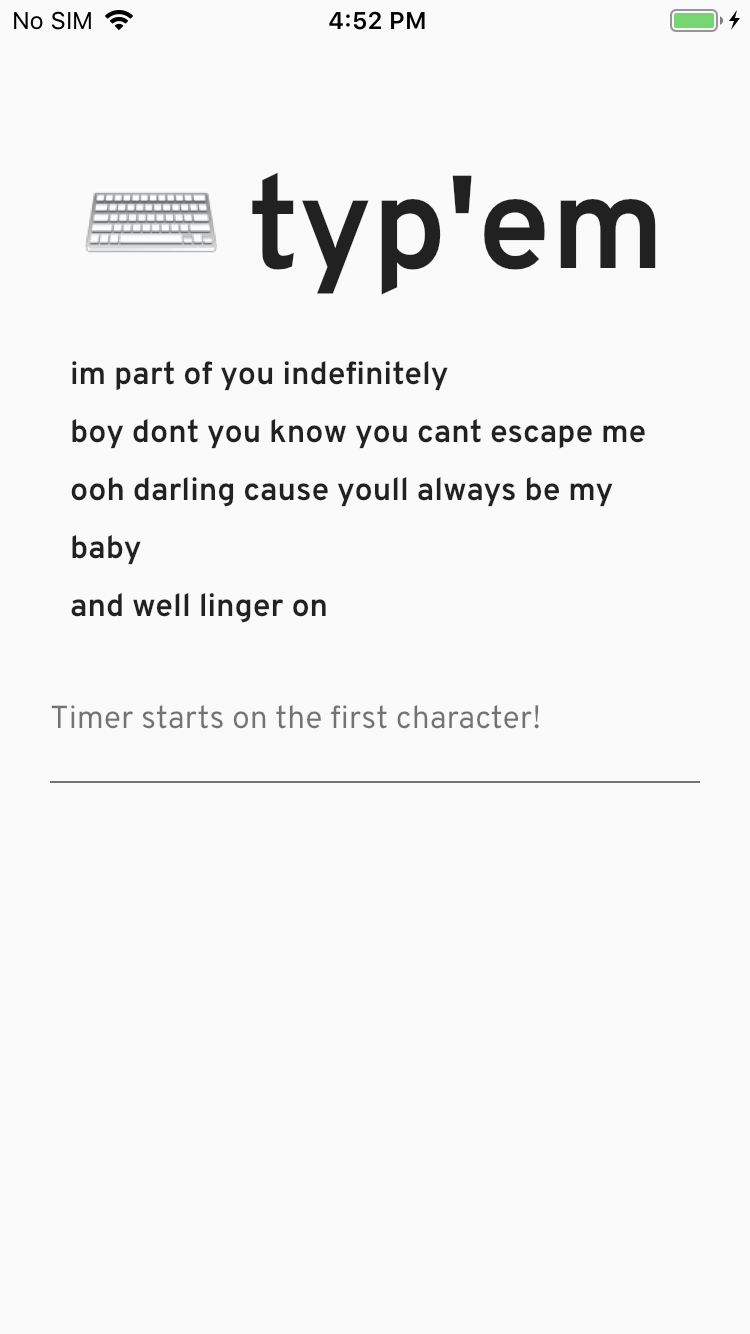 No SIM 4:52 PM
typ'em
im part of you indefinitely
boy dont you know you cant escape me
ooh darling cause youll always be my
baby
and well linger on
Timer starts on the first character!